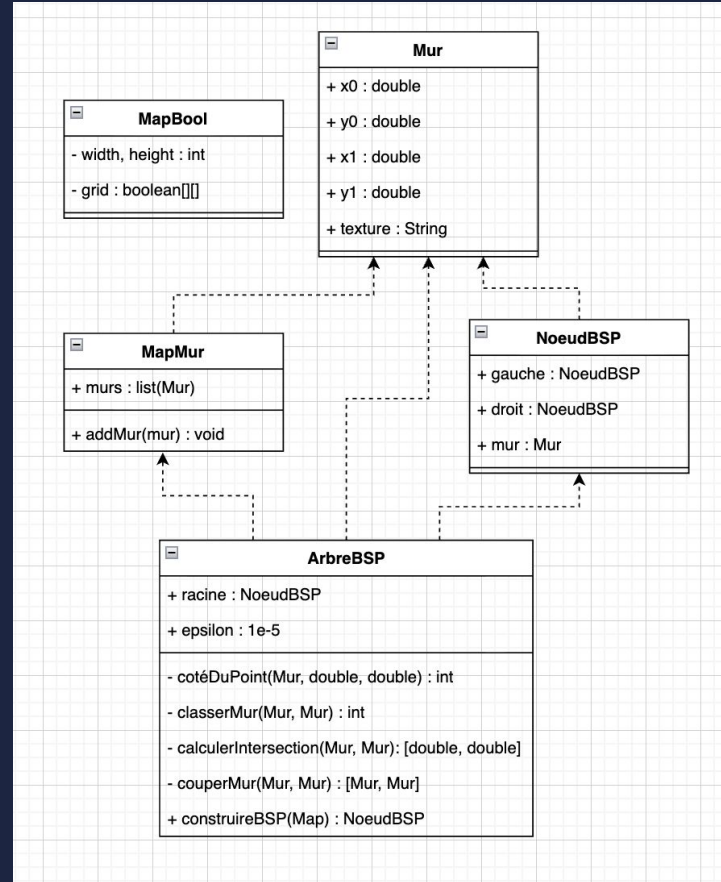 Mur
+ x0 : double
+ y0 : double
+ x1 : double
+ y1 : double
+ texture : String
MapBool
- width, height : int
- grid : boolean[][]
MapMur
+ murs : list(Mur)
+ addMur(mur) : void
NoeudBSP
+ gauche : NoeudBSP
+ droit : NoeudBSP
+ mur : Mur
ArbreBSP
+ racine : NoeudBSP
+ epsilon : 1e-5
- cotéDuPoint(Mur, double, double) : int
- classerMur(Mur, Mur) : int
- calculerIntersection(Mur, Mur): [double, double]
- couperMur(Mur, Mur) : [Mur, Mur]
+ construireBSP(Map) : NoeudBSP